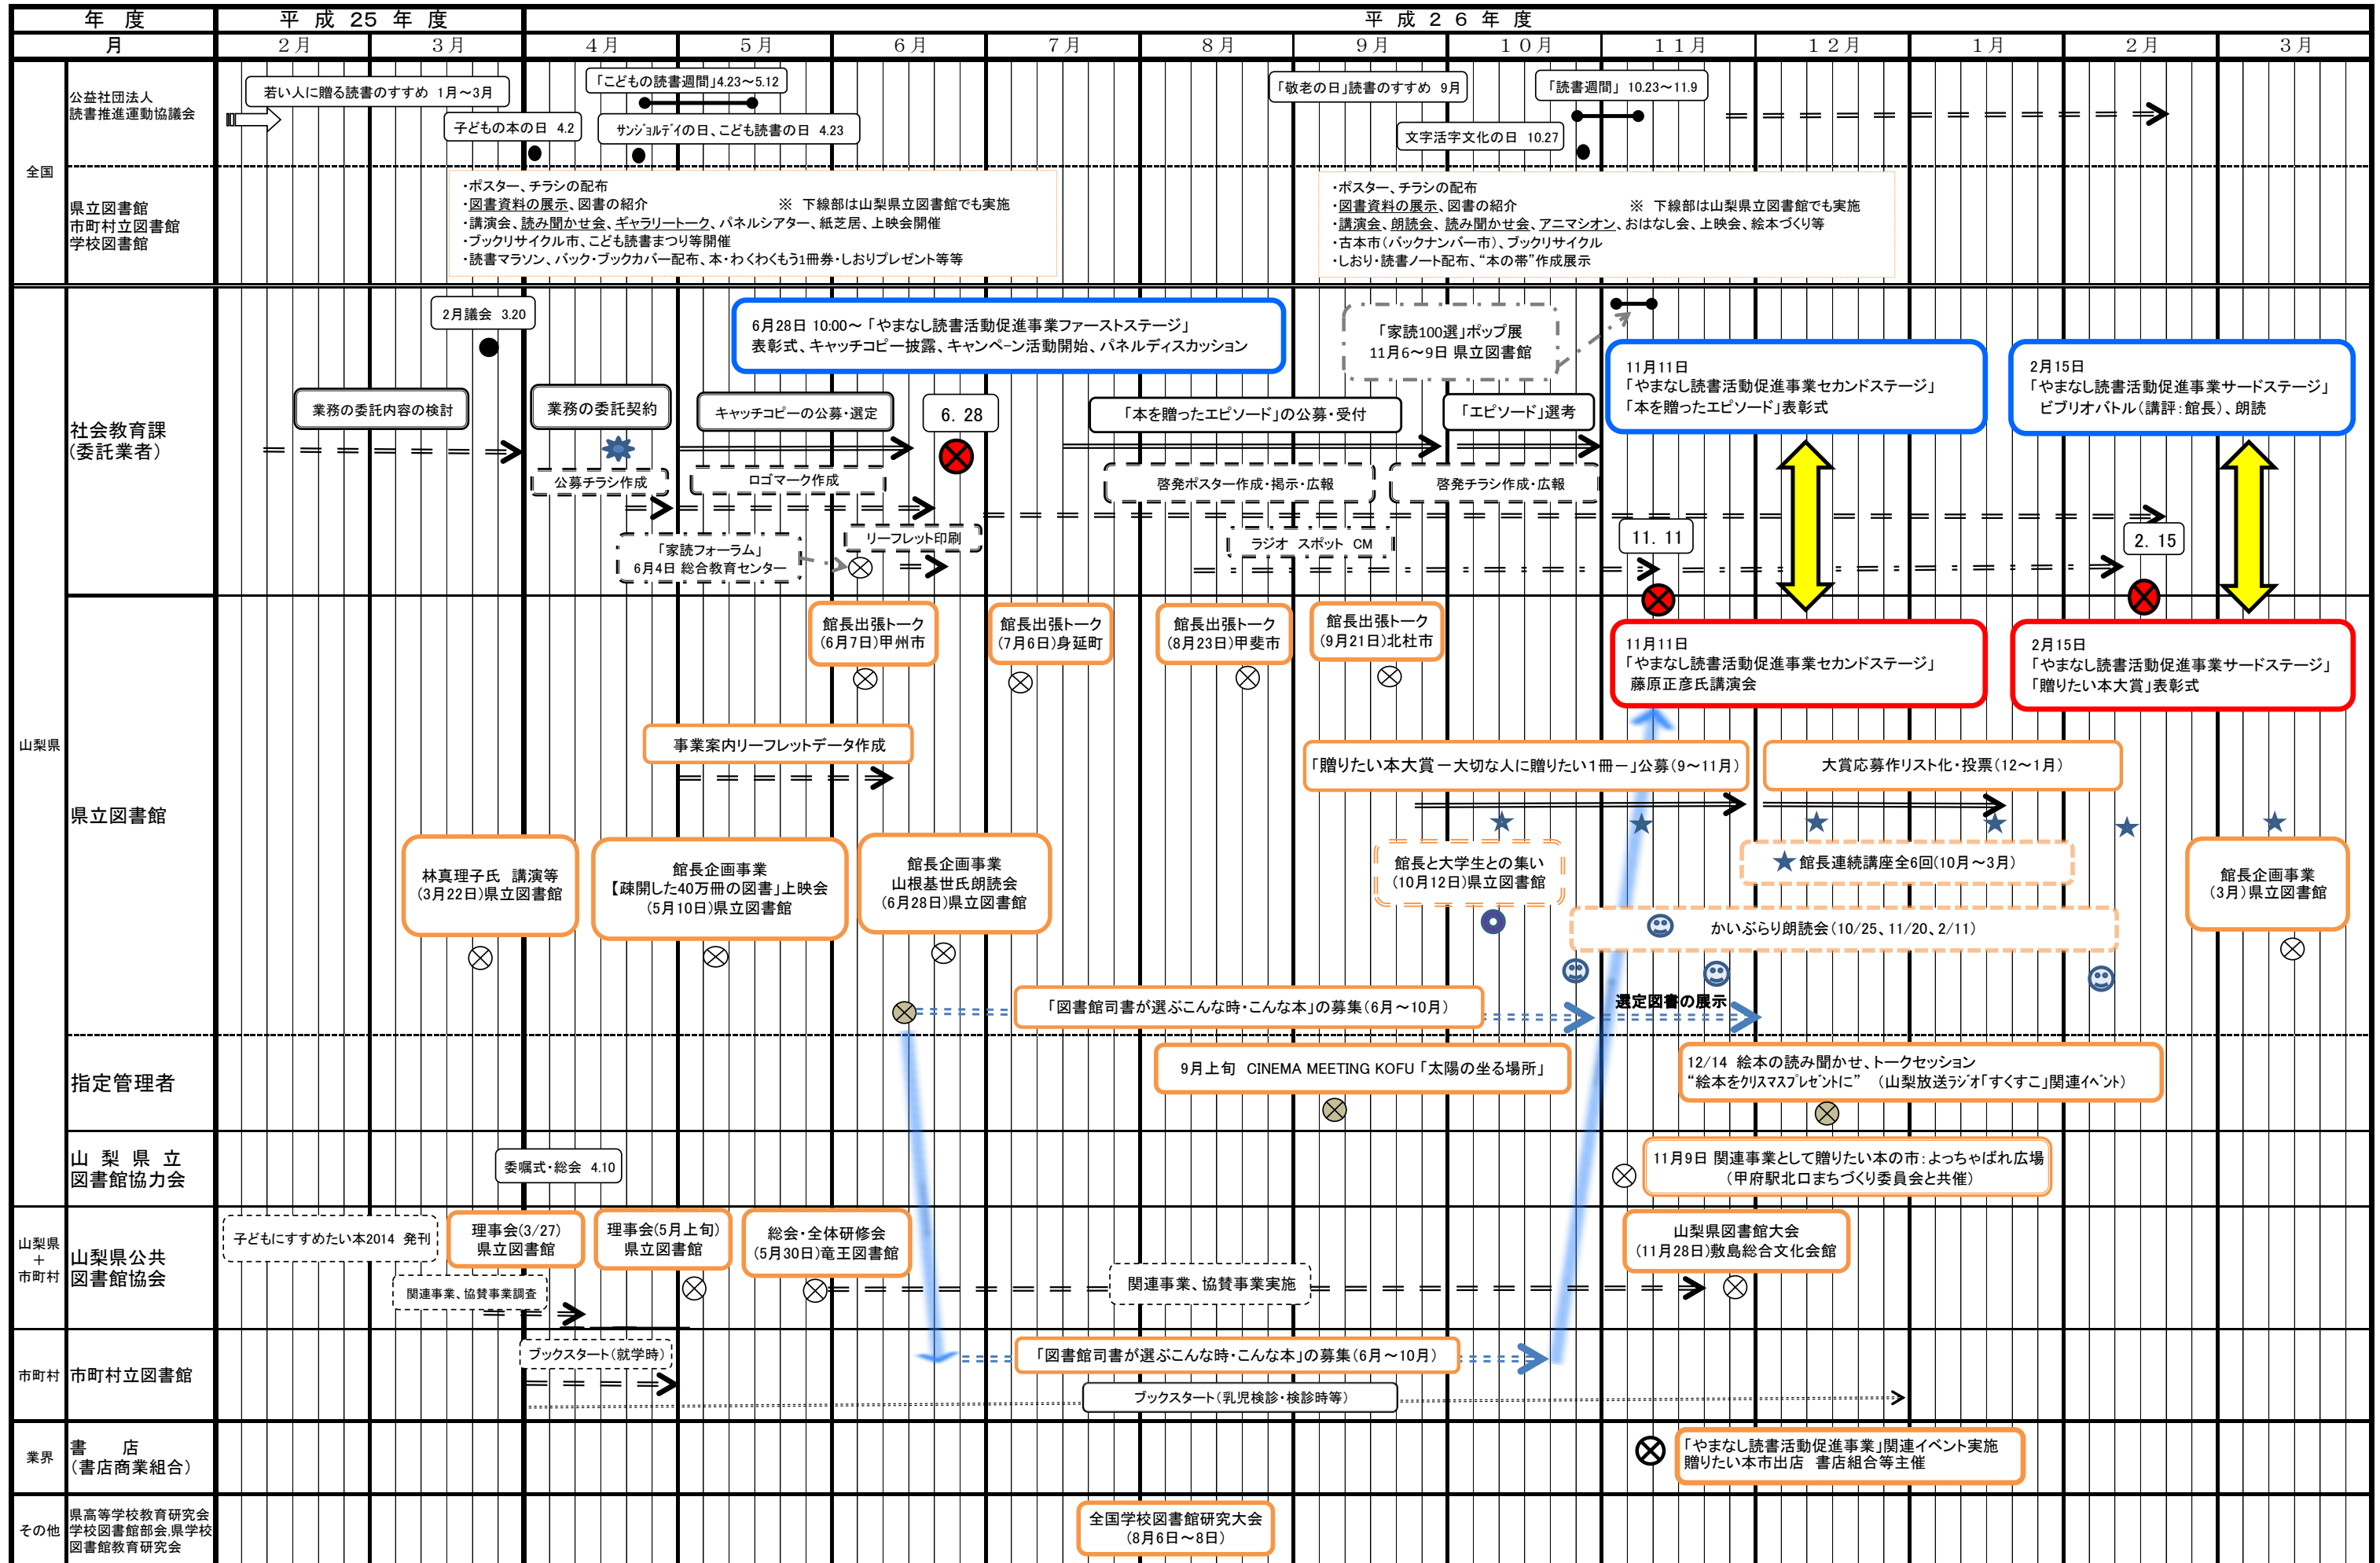 年　度
平 成 25 年 度
平 成 ２ ６ 年 度
月
２月
３月
４月
５月
６月
７月
８月
９月
１０月
１１月
１２月
１月
２月
３月
全国
公益社団法人
読書推進運動協議会
若い人に贈る読書のすすめ 1月～3月
子どもの本の日 4.2
「こどもの読書週間」4.23～5.12
サンジョルディの日、こども読書の日 4.23
「敬老の日」読書のすすめ 9月
「読書週間」 10.23～11.9
文字活字文化の日 10.27
県立図書館
市町村立図書館
学校図書館
・ポスター、チラシの配布
・図書資料の展示、図書の紹介　※ 下線部は山梨県立図書館でも実施
・講演会、読み聞かせ会、ギャラリートーク、パネルシアター、紙芝居、上映会開催
・ブックリサイクル市、こども読書まつり等開催
・読書マラソン、バック・ブックカバー配布、本・わくわくもう1冊券・しおりプレゼント等等
・ポスター、チラシの配布
・図書資料の展示、図書の紹介　※ 下線部は山梨県立図書館でも実施
・講演会、朗読会、読み聞かせ会、アニマシオン、おはなし会、上映会、絵本づくり等
・古本市（バックナンバー市）、ブックリサイクル
・しおり・読書ノート配布、“本の帯”作成展示
山梨県
社会教育課
(委託業者)
2月議会 3.20
業務の委託内容の検討
業務の委託契約
公募チラシ作成
キャッチコピーの公募・選定
ロゴマーク作成
「家読フォーラム」
6月4日 総合教育センター
リーフレット印刷
6. 28
6月28日 10:00～「やまなし読書活動促進事業ファーストステージ」
表彰式、キャッチコピー披露、キャンペーン活動開始、パネルディスカッション
「本を贈ったエピソード」の公募・受付
「エピソード」選考
啓発ポスター作成・掲示・広報
啓発チラシ作成・広報
ラジオ スポット CM
「家読100選」ポップ展
11月6～9日 県立図書館
11月11日
「やまなし読書活動促進事業セカンドステージ」
「本を贈ったエピソード」表彰式
2月15日
「やまなし読書活動促進事業サードステージ」
ビブリオバトル（講評：館長）、朗読
11. 11
2. 15
県立図書館
館長出張トーク
(6月7日)甲州市
館長出張トーク
(7月6日)身延町
館長出張トーク
(8月23日)甲斐市
館長出張トーク
(9月21日)北杜市
11月11日
「やまなし読書活動促進事業セカンドステージ」
藤原正彦氏講演会
2月15日
「やまなし読書活動促進事業サードステージ」
「贈りたい本大賞」表彰式
事業案内リーフレットデータ作成
「贈りたい本大賞－大切な人に贈りたい1冊－」公募(9～11月)
大賞応募作リスト化・投票(12～1月)
林真理子氏 講演等
(3月22日)県立図書館
館長企画事業
【疎開した40万冊の図書】上映会
(5月10日)県立図書館
館長企画事業
山根基世氏朗読会
(6月28日)県立図書館
館長と大学生との集い
(10月12日)県立図書館
館長連続講座全6回(10月～3月)
館長企画事業
(3月)県立図書館
かいぶらり朗読会(10/25、11/20、2/11)
「図書館司書が選ぶこんな時・こんな本」の募集(6月～10月)
選定図書の展示
指定管理者
9月上旬 CINEMA MEETING KOFU 「太陽の坐る場所」
12/14 絵本の読み聞かせ、トークセッション
“絵本をクリスマスプレゼントに” (山梨放送ラジオ「すくすこ」関連イベント)
山 梨 県 立
図書館協力会
委嘱式・総会 4.10
11月9日 関連事業として贈りたい本の市：よっちゃばれ広場
(甲府駅北口まちづくり委員会と共催)
山梨県
＋
市町村
山梨県公共
図書館協会
子どもにすすめたい本2014 発刊
理事会(3/27)
県立図書館
理事会(5月上旬)
県立図書館
総会・全体研修会
(5月30日)竜王図書館
関連事業、協賛事業調査
関連事業、協賛事業実施
山梨県図書館大会
(11月28日)敷島総合文化会館
市町村
市町村立図書館
ブックスタート(就学時)
「図書館司書が選ぶこんな時・こんな本」の募集(6月～10月)
ブックスタート(乳児検診・検診時等)
業界
書　店
(書店商業組合)
「やまなし読書活動促進事業」関連イベント実施
贈りたい本市出店 書店組合等主催
その他
県高等学校教育研究会
学校図書館部会,県学校
図書館教育研究会
全国学校図書館研究大会
(8月6日～8日)